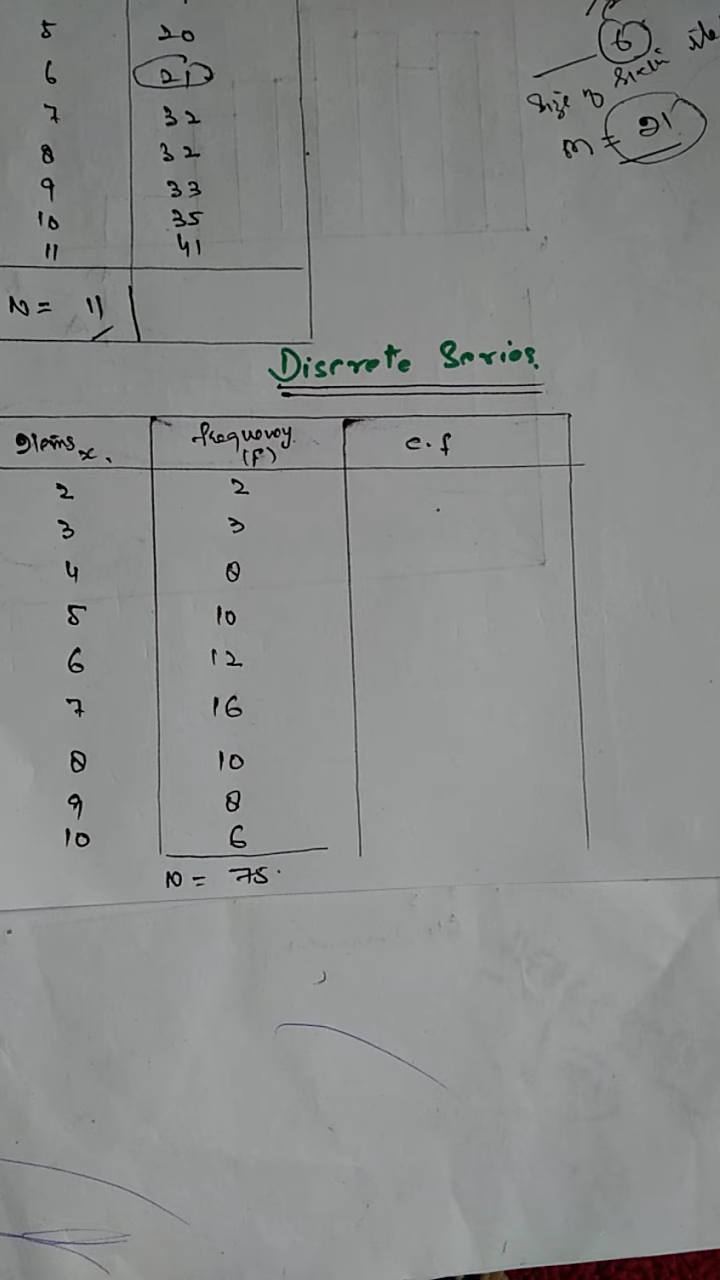 5 20
6 21
7 32
8 32
9 33
10 35
11 41
N = 11
6
Size of
M = 21
Discrete Series.
Items x. frequency (f) c.f
2 2
3 3
4 8
5 10
6 12
7 16
8 10
9 8
10 6
N = 75.